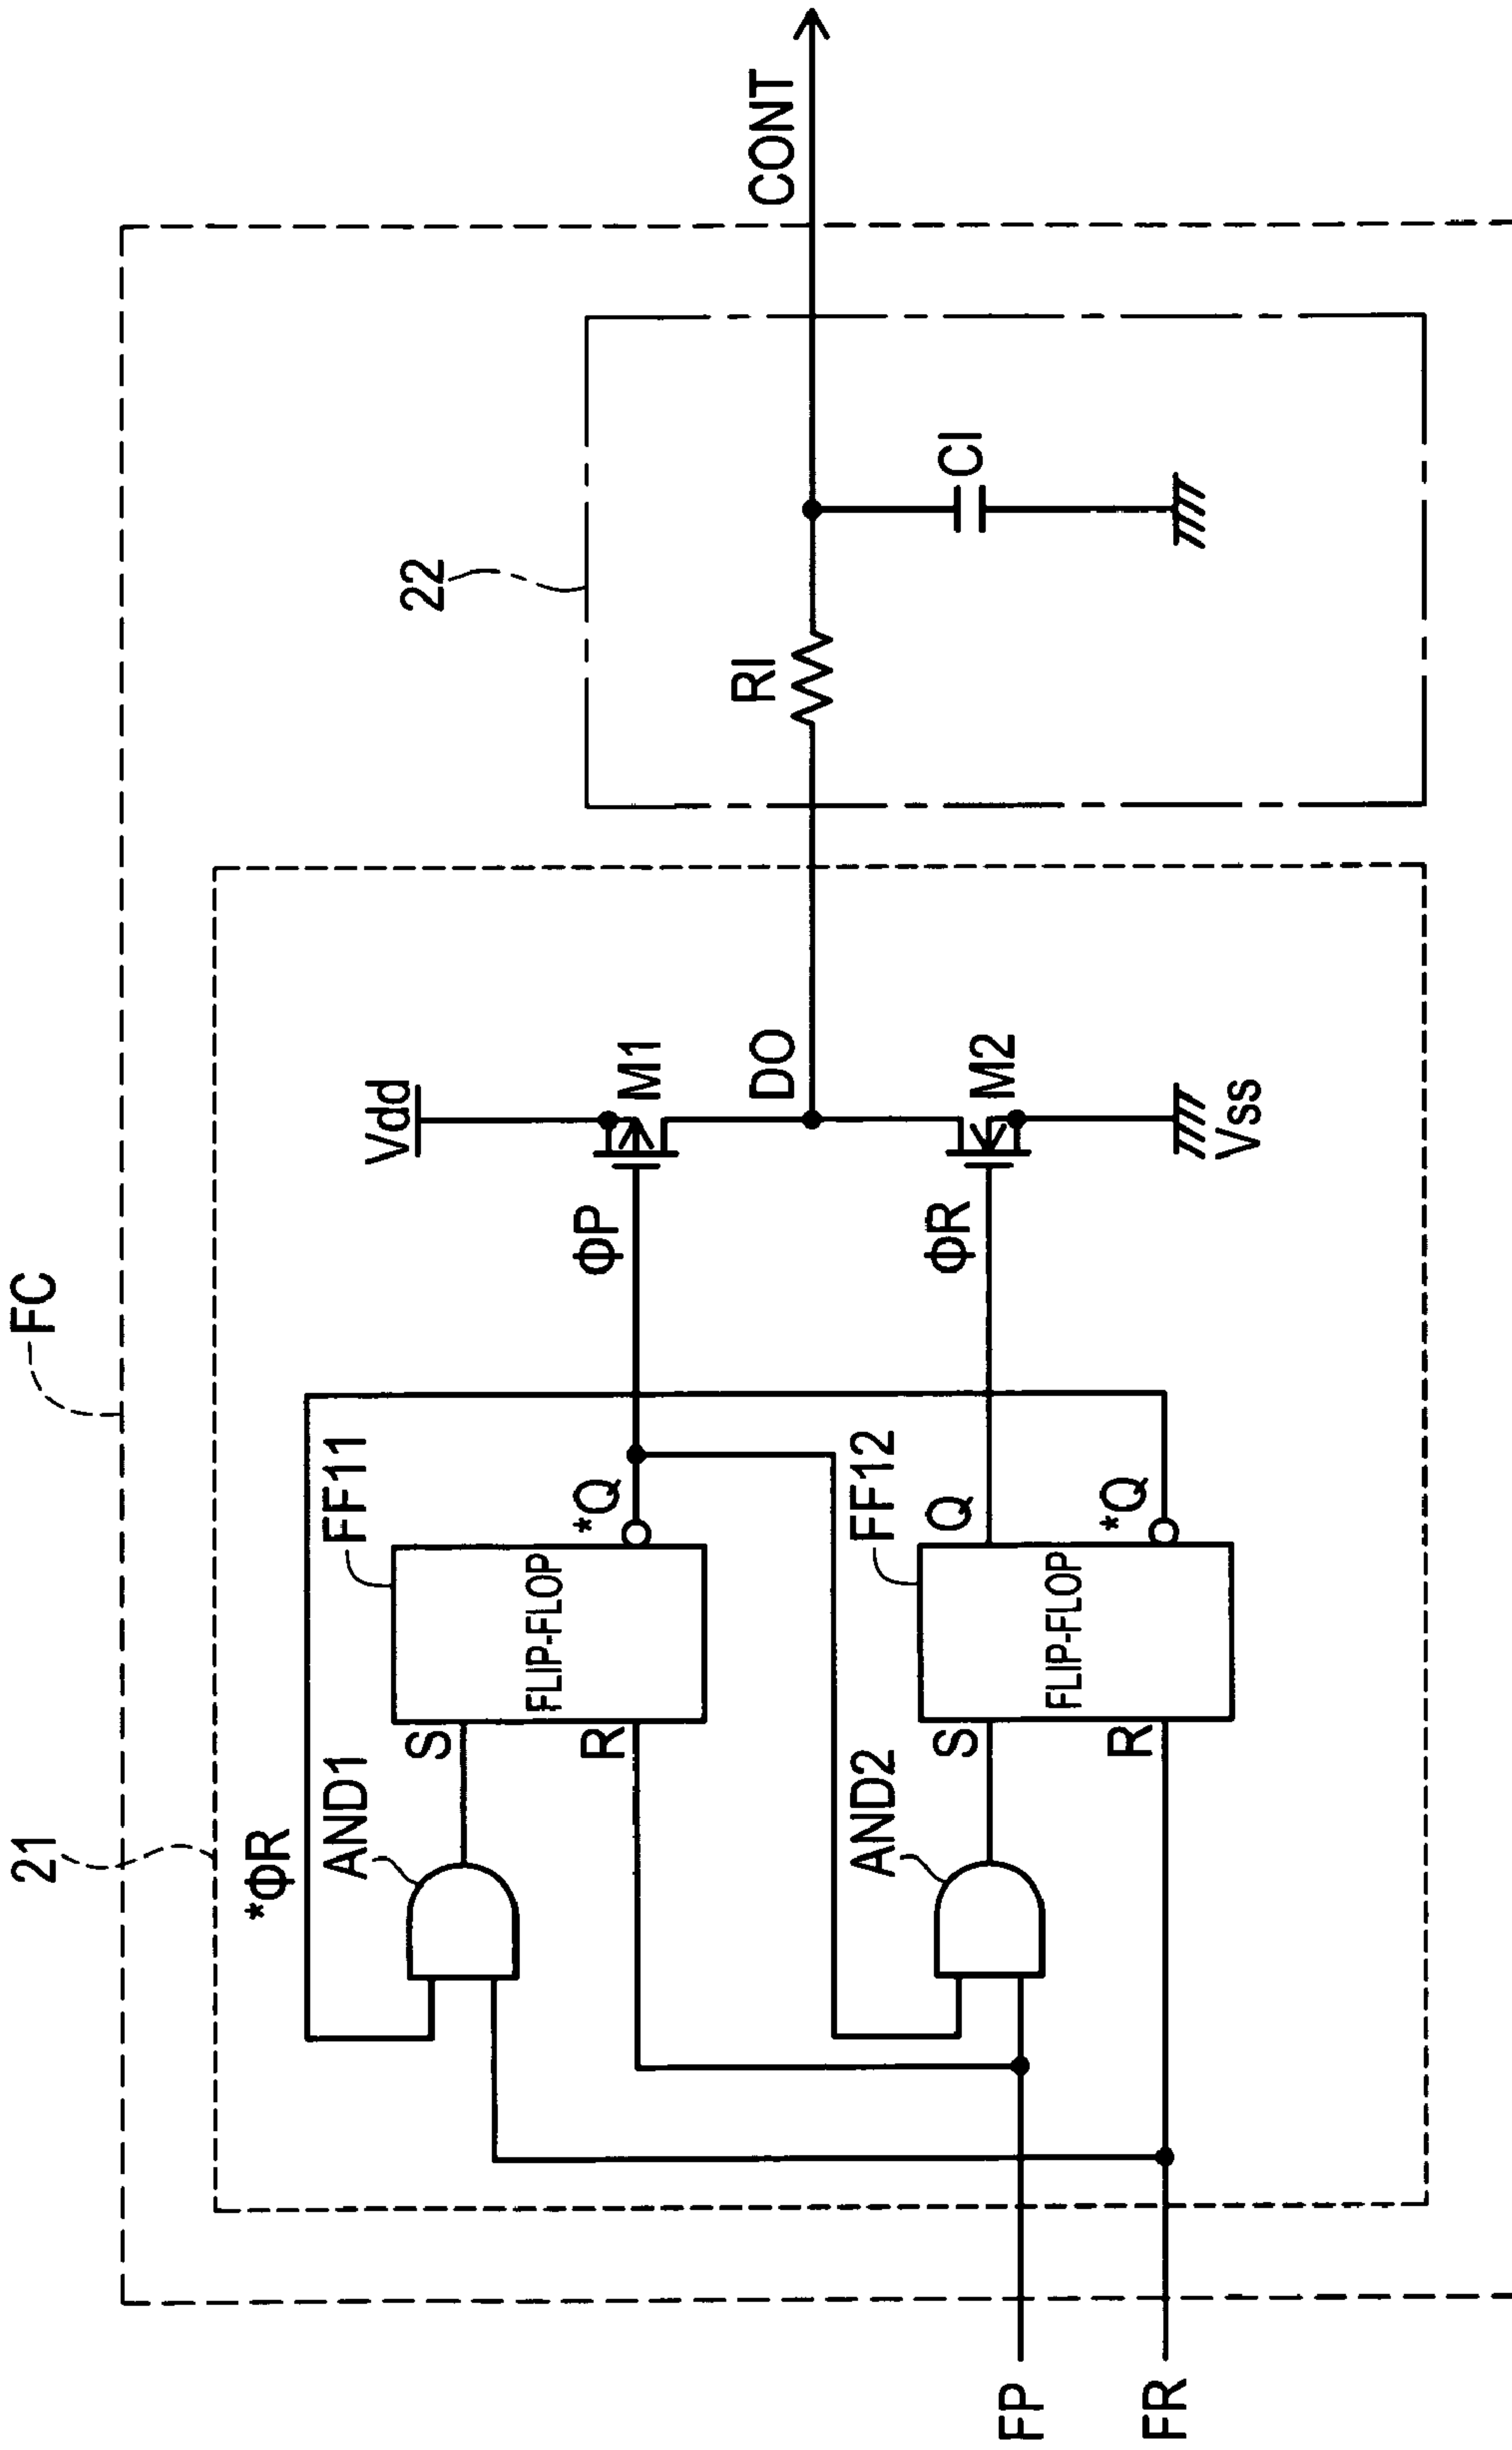 FC
21
22
*ΦR
AND1
S
R
FF11
FLIP-FLOP
*Q
ΦP
Vdd
M1
DO
RI
CI
CONT
AND2
S
R
FF12
FLIP-FLOP
Q
*Q
ΦR
M2
Vss
FP
FR